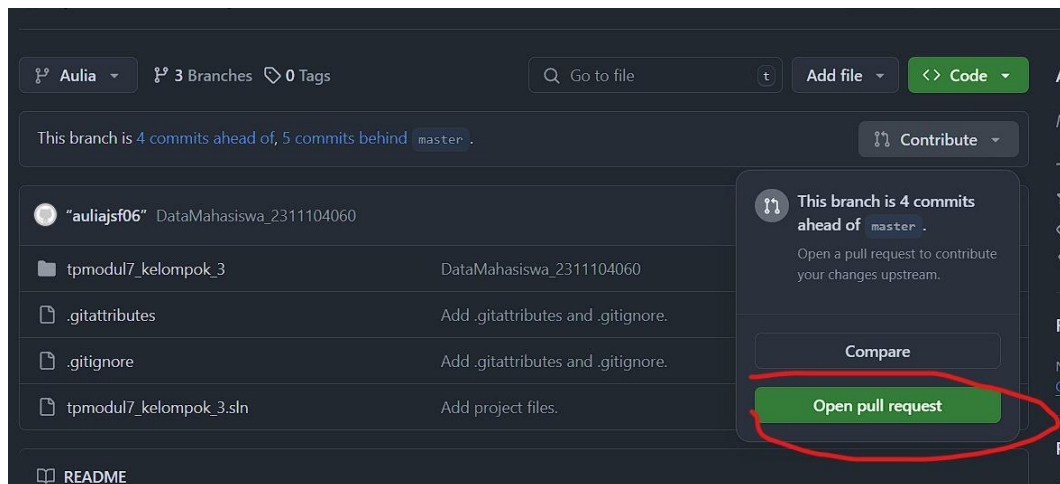 Aulia
3 Branches
0 Tags
Go to file
t
Add file
Code
This branch is 4 commits ahead of, 5 commits behind master .
Contribute
"auliajsf06" DataMahasiswa_2311104060
tpmodul7_kelompok_3 DataMahasiswa_2311104060
.gitattributes Add .gitattributes and .gitignore.
.gitignore Add .gitattributes and .gitignore.
tpmodul7_kelompok_3.sln Add project files.
README
This branch is 4 commits
ahead of master .
Open a pull request to contribute
your changes upstream.
Compare
Open pull request